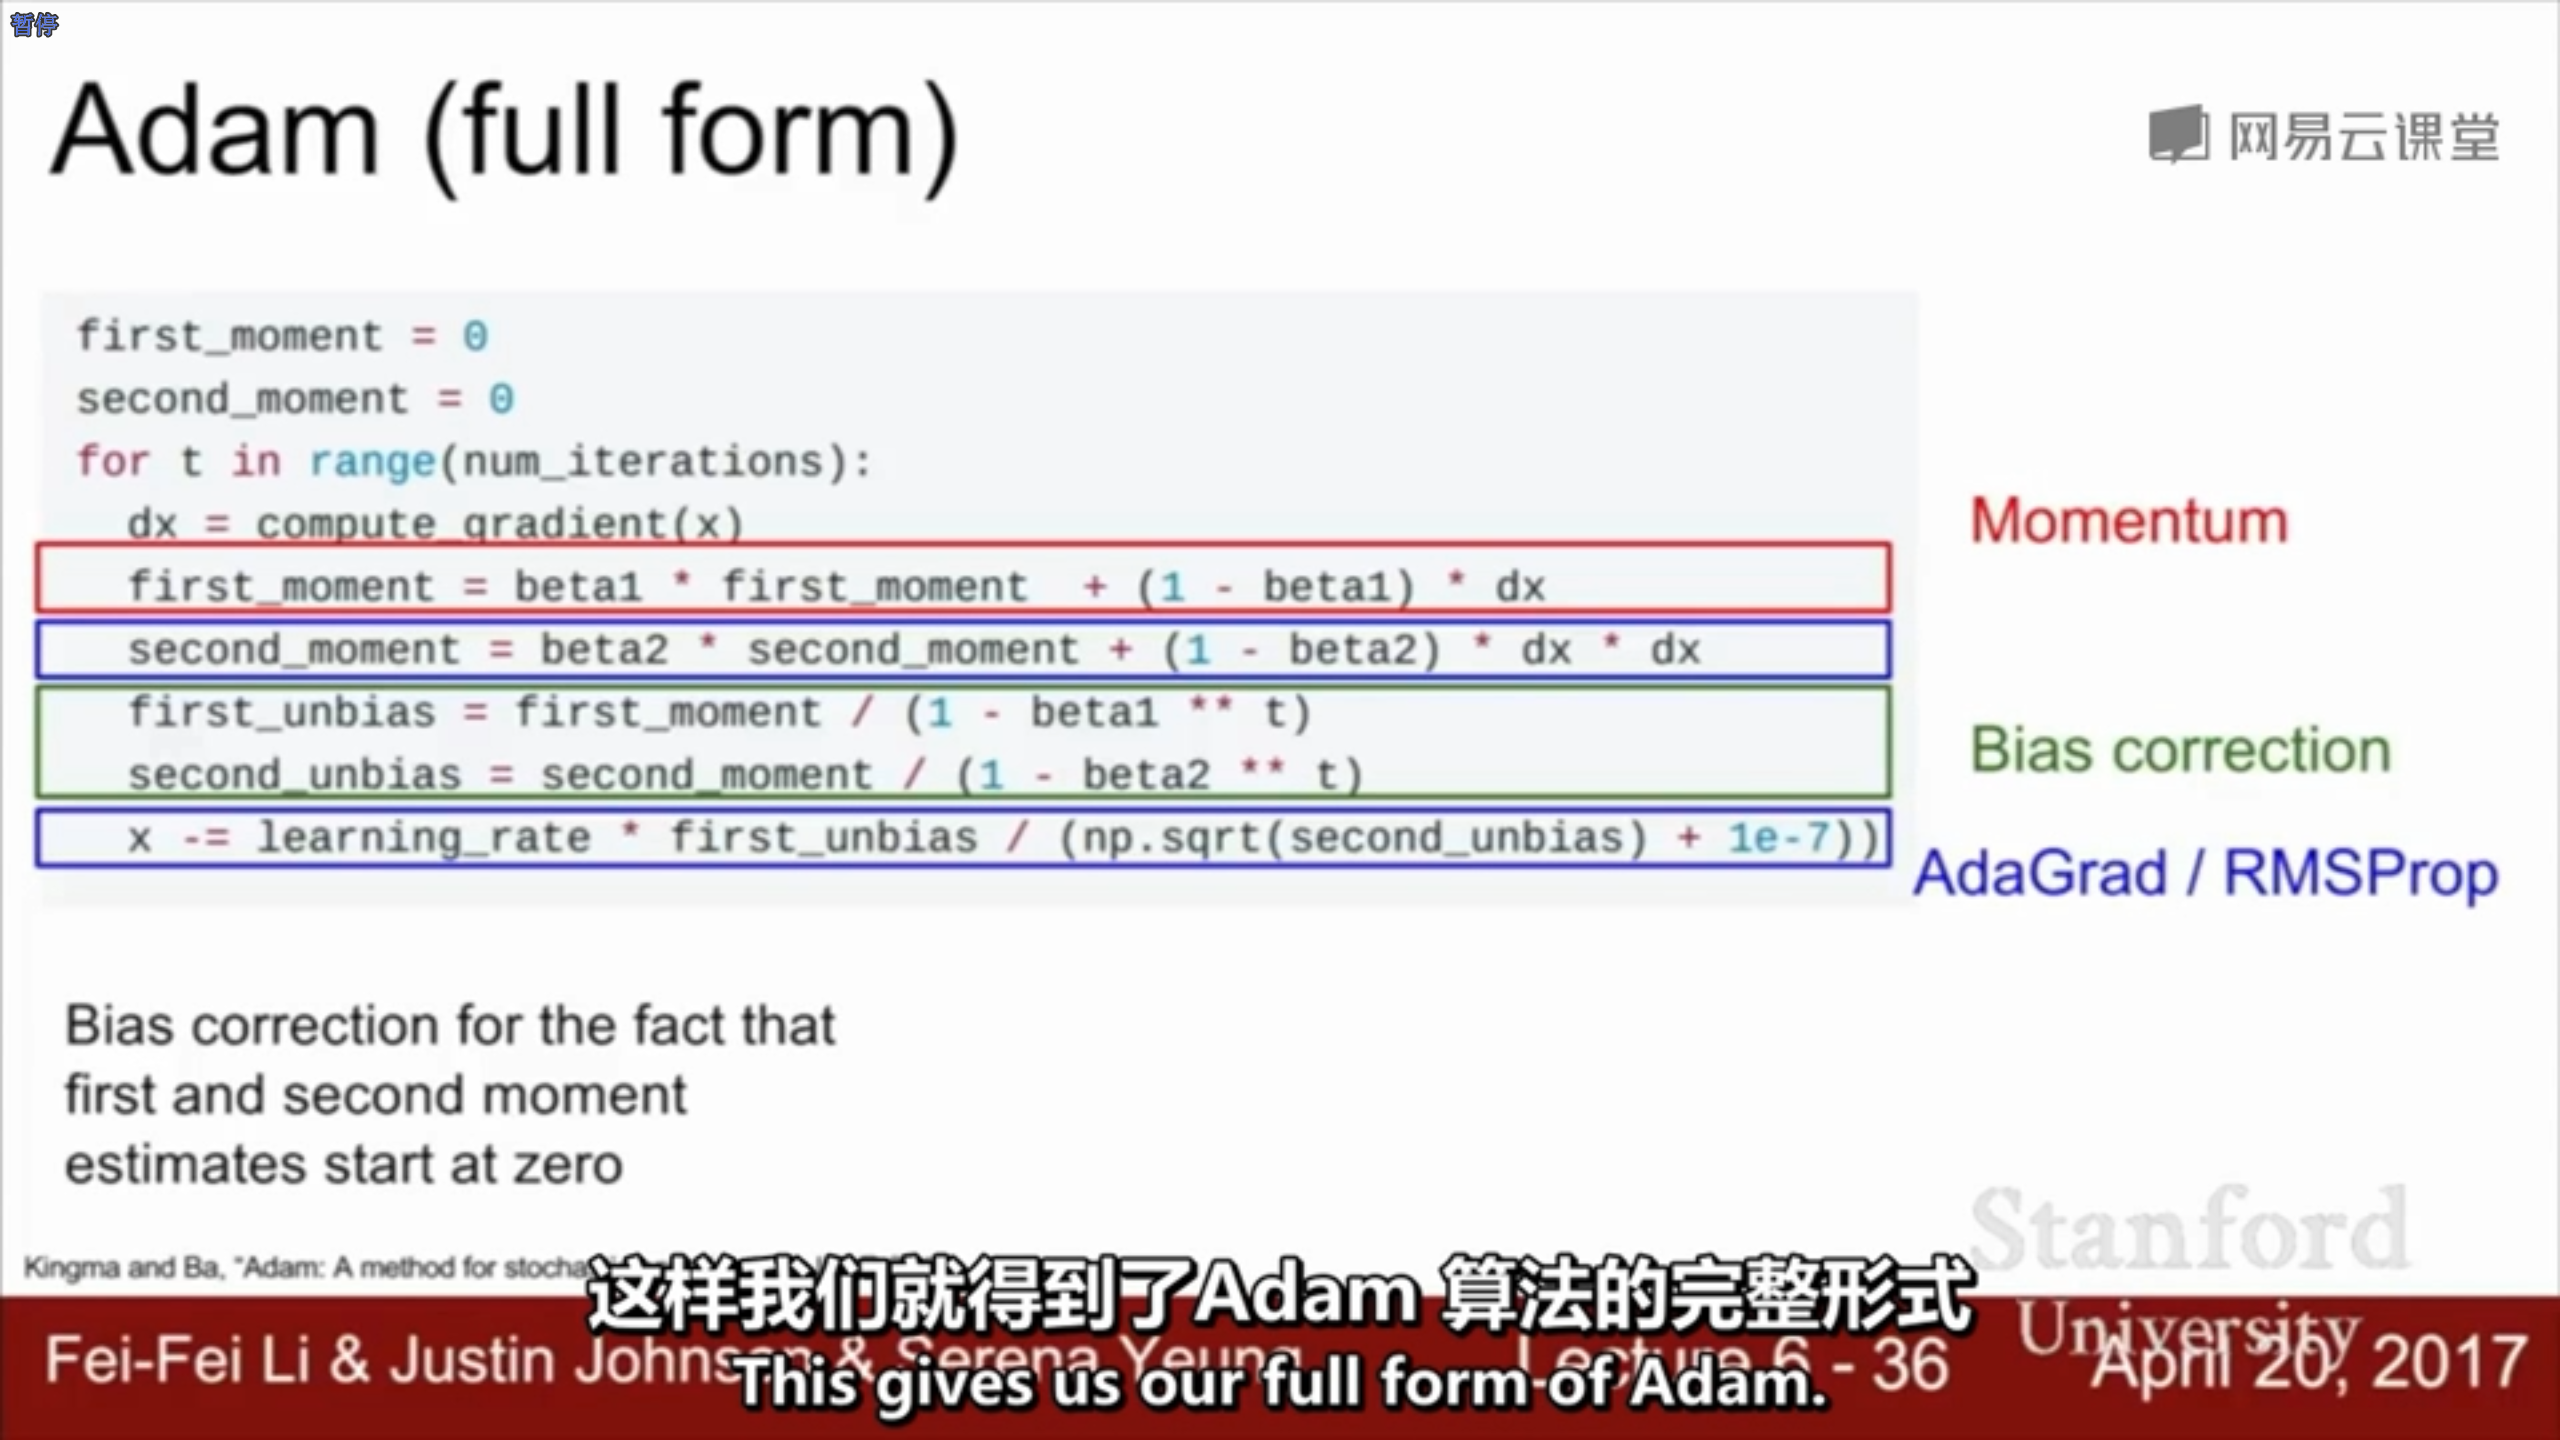 暂停
Adam (full form)
网易云课堂
first_moment = 0
second_moment = 0
for t in range(num_iterations):
dx = compute_gradient(x)
Momentum
first_moment = beta1 * first_moment + (1 - beta1) * dx
second_moment = beta2 * second_moment + (1 - beta2) * dx * dx
first_unbias = first_moment / (1 - beta1 ** t)
Bias correction
second_unbias = second_moment / (1 - beta2 ** t)
x -= learning_rate * first_unbias / (np.sqrt(second_unbias) + 1e-7))
AdaGrad / RMSProp
Bias correction for the fact that
first and second moment
estimates start at zero
Stanford
University
Kingma and Ba, "Adam: A method for
这样我们就得到了Adam 算法的完整形式
Fei-Fei Li & Justin Johnson & Serena Yeung Lecture 6 - 36 April 20, 2017
This gives us our full form of Adam.